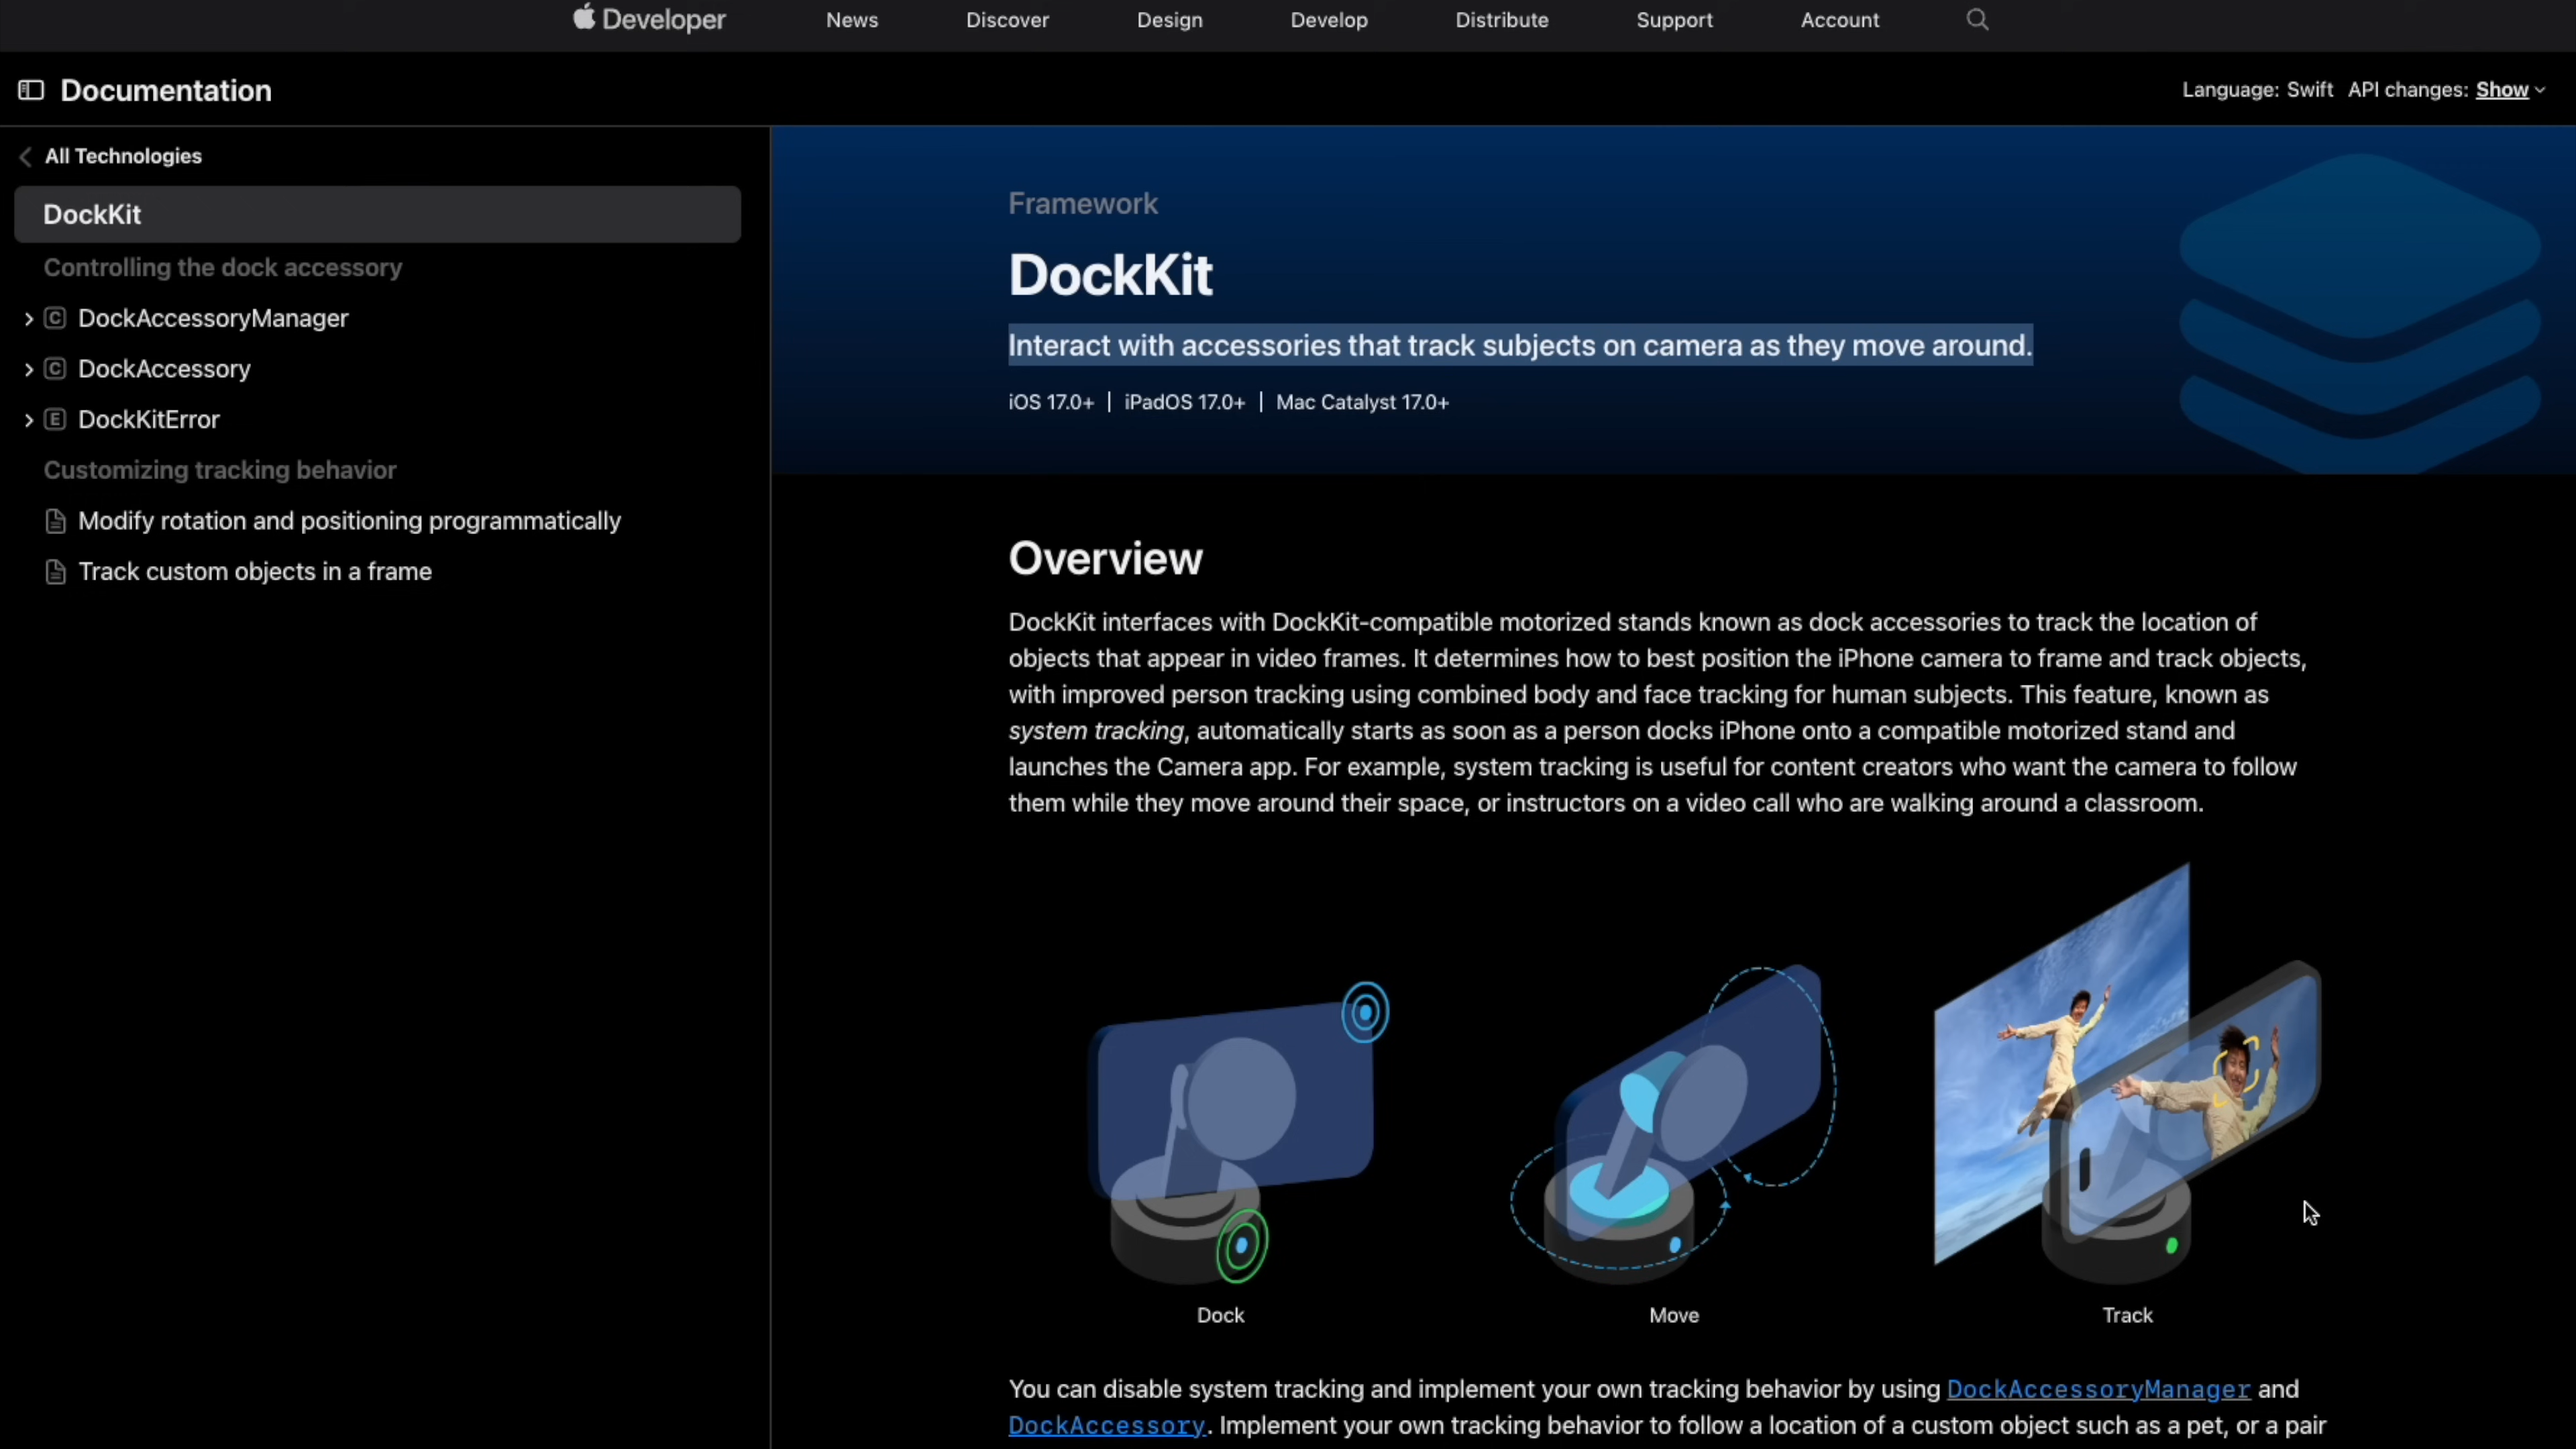 Developer
News
Discover
Design
Develop
Distribute
Support
Account
Documentation
Language: Swift API changes: Show
All Technologies
DockKit
Controlling the dock accessory
C DockAccessoryManager
C DockAccessory
E DockKitError
Customizing tracking behavior
Modify rotation and positioning programmatically
Track custom objects in a frame
Framework
DockKit
Interact with accessories that track subjects on camera as they move around.
iOS 17.0+ | iPadOS 17.0+ | Mac Catalyst 17.0+
Overview
DockKit interfaces with DockKit-compatible motorized stands known as dock accessories to track the location of
objects that appear in video frames. It determines how to best position the iPhone camera to frame and track objects,
with improved person tracking using combined body and face tracking for human subjects. This feature, known as
system tracking, automatically starts as soon as a person docks iPhone onto a compatible motorized stand and
launches the Camera app. For example, system tracking is useful for content creators who want the camera to follow
them while they move around their space, or instructors on a video call who are walking around a classroom.
Dock
Move
Track
You can disable system tracking and implement your own tracking behavior by using DockAccessoryManager and
DockAccessory. Implement your own tracking behavior to follow a location of a custom object such as a pet, or a pair